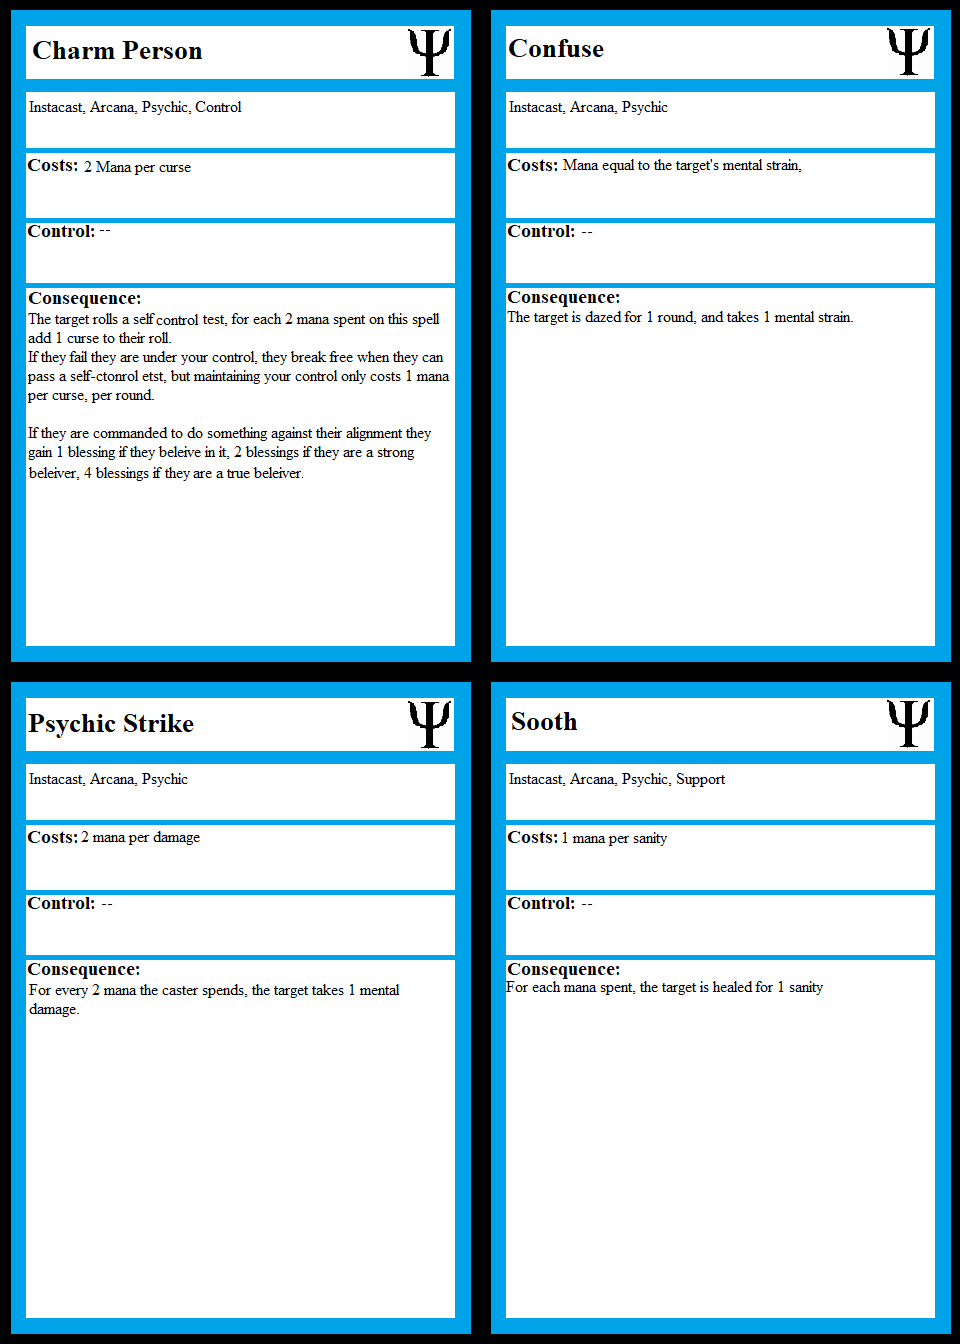 Charm Person Ψ
Instacast, Arcana, Psychic, Control
Costs: 2 Mana per curse
Control: --
Consequence:
The target rolls a self control test, for each 2 mana spent on this spell
add 1 curse to their roll.
If they fail they are under your control, they break free when they can
pass a self-ctonrol etst, but maintaining your control only costs 1 mana
per curse, per round.
If they are commanded to do something against their alignment they
gain 1 blessing if they beleive in it, 2 blessings if they are a strong
beleiver, 4 blessings if they are a true beleiver.
Confuse Ψ
Instacast, Arcana, Psychic
Costs: Mana equal to the target's mental strain,
Control: --
Consequence:
The target is dazed for 1 round, and takes 1 mental strain.
Psychic Strike Ψ
Instacast, Arcana, Psychic
Costs: 2 mana per damage
Control: --
Consequence:
For every 2 mana the caster spends, the target takes 1 mental
damage.
Sooth Ψ
Instacast, Arcana, Psychic, Support
Costs: 1 mana per sanity
Control: --
Consequence:
For each mana spent, the target is healed for 1 sanity